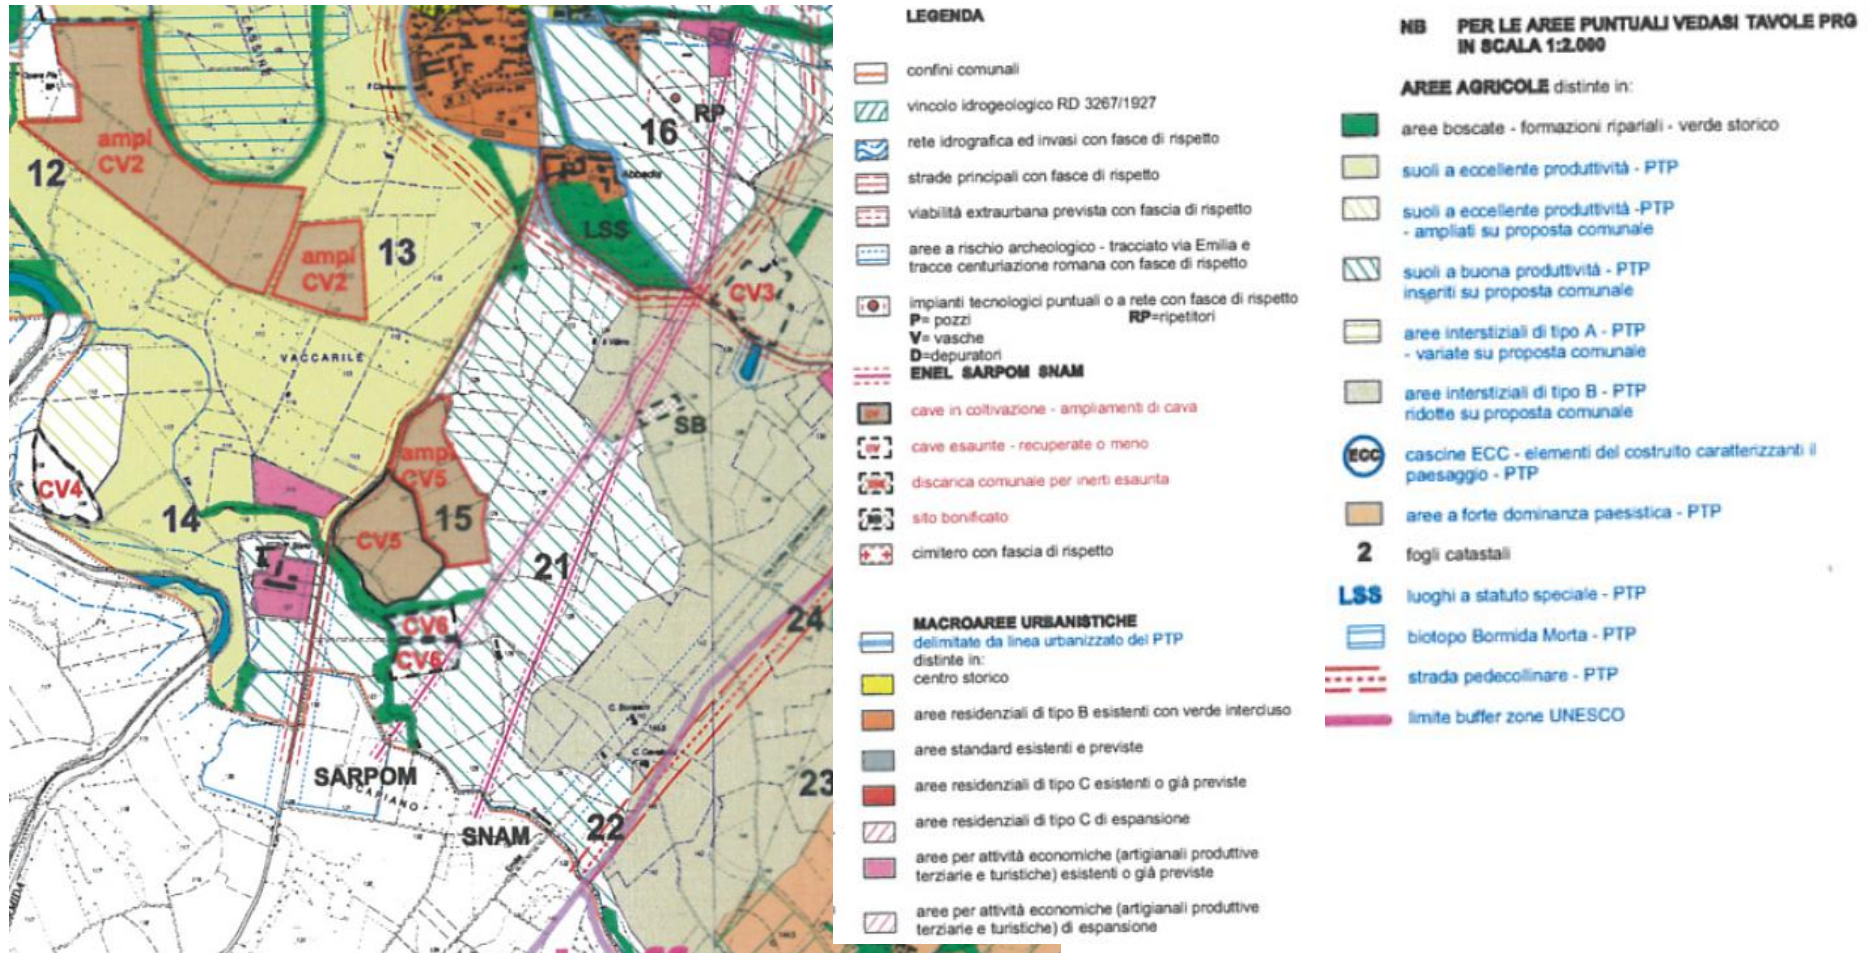 CASSINE
ampl
CV2
12
13
ampl
CV2
VACCARILE
16
RP
LSS
CV3
SB
CV4
14
ampl
CV5
15
CV5
21
CV6
CV6
24
23
22
SARPOM
SCAPIANO
SNAM
LEGENDA
confini comunali
vincolo idrogeologico RD 3267/1927
rete idrografica ed invasi con fasce di rispetto
strade principali con fasce di rispetto
viabilità extraurbana prevista con fascia di rispetto
aree a rischio archeologico - tracciato via Emilia e
tracce centuriazione romana con fasce di rispetto
impianti tecnologici puntuali o a rete con fasce di rispetto
P= pozzi RP=ripetitori
V= vasche
D=depuratori
ENEL SARPOM SNAM
CV cave in coltivazione - ampliamenti di cava
CV cave esaurite - recuperate o meno
discarica comunale per inerti esaurita
SB sito bonificato
cimitero con fascia di rispetto
MACROAREE URBANISTICHE
delimitate da linea urbanizzato del PTP
distinte in:
centro storico
aree residenziali di tipo B esistenti con verde intercluso
aree standard esistenti e previste
aree residenziali di tipo C esistenti o già previste
aree residenziali di tipo C di espansione
aree per attività economiche (artigianali produttive
terziarie e turistiche) esistenti o già previste
aree per attività economiche (artigianali produttive
terziarie e turistiche) di espansione
NB PER LE AREE PUNTUALI VEDASI TAVOLE PRG
IN SCALA 1:2.000
AREE AGRICOLE distinte in:
aree boscate - formazioni ripariali - verde storico
suoli a eccellente produttività - PTP
suoli a eccellente produttività -PTP
- ampliati su proposta comunale
suoli a buona produttività - PTP
inseriti su proposta comunale
aree interstiziali di tipo A - PTP
- variate su proposta comunale
aree interstiziali di tipo B - PTP
ridotte su proposta comunale
ECC cascine ECC - elementi del costruito caratterizzanti il
paesaggio - PTP
aree a forte dominanza paesistica - PTP
2 fogli catastali
LSS luoghi a statuto speciale - PTP
biotopo Bormida Morta - PTP
strada pedecollinare - PTP
limite buffer zone UNESCO